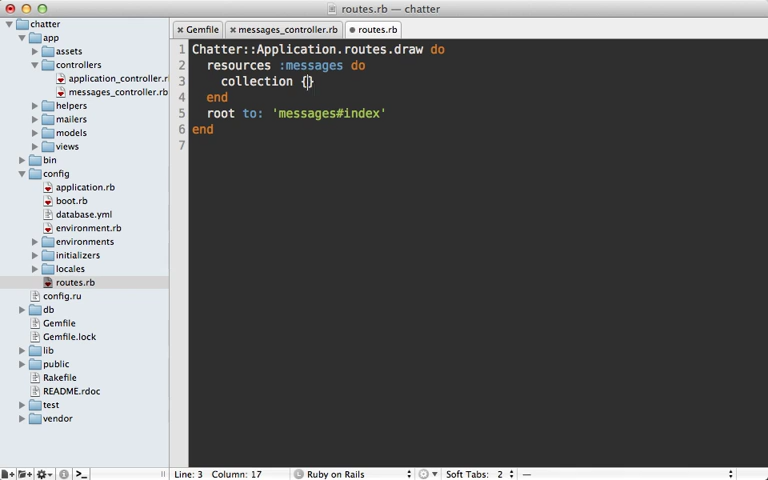 routes.rb — chatter
chatter
app
assets
controllers
application_controller.r
messages_controller.rb
helpers
mailers
models
views
bin
config
application.rb
boot.rb
database.yml
environment.rb
environments
initializers
locales
routes.rb
config.ru
db
Gemfile
Gemfile.lock
lib
public
Rakefile
README.rdoc
test
vendor
Gemfile
messages_controller.rb
routes.rb
1 Chatter::Application.routes.draw do
2 resources :messages do
3 collection {}
4 end
5 root to: 'messages#index'
6 end
7
Line: 3 Column: 17
Ruby on Rails
Soft Tabs: 2
—